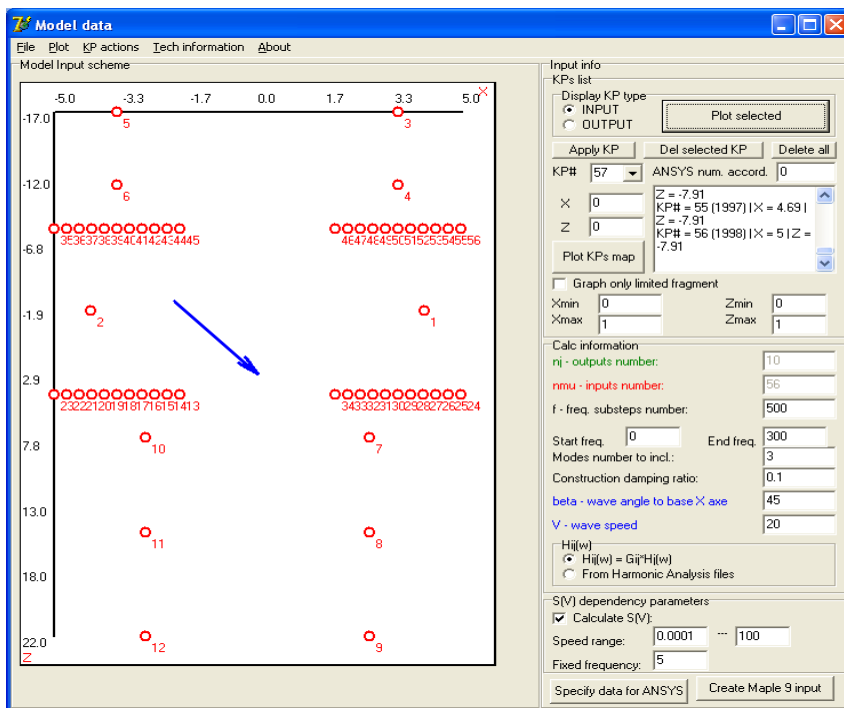 Model data
File Plot KP actions Tech information About
Model Input scheme
-5.0 -3.3 -1.7 0.0 1.7 3.3 5.0 X
-17.0
5 3
-12.0
6 4
3536373839404142434445 4647484950515253545556
-6.8
-1.9
2 1
2.9
2322212019181716151413 3433323130292827262524
7.8
10 7
13.0
11 8
18.0
22.0
12 9
Z
Input info
KPs list
Display KP type
INPUT
OUTPUT
Plot selected
Apply KP Del selected KP Delete all
KP# 57 ANSYS num. accord. 0
X 0
Z 0
Z = -7.91
KP# = 55 (1997) | X = 4.69 |
Z = -7.91
KP# = 56 (1998) | X = 5 | Z =
-7.91
Plot KPs map
Graph only limited fragment
Xmin 0 Zmin 0
Xmax 1 Zmax 1
Calc information
nj - outputs number: 10
nmu - inputs number: 56
f - freq. substeps number: 500
Start freq. 0 End freq. 300
Modes number to incl.: 3
Construction damping ratio: 0.1
beta - wave angle to base X axe 45
V - wave speed 20
Hij(w)
Hij(w) = Gij*Hj(w)
From Harmonic Analysis files
S(V) dependency parameters
Calculate S(V):
Speed range: 0.0001 --- 100
Fixed frequency: 5
Specify data for ANSYS Create Maple 9 input